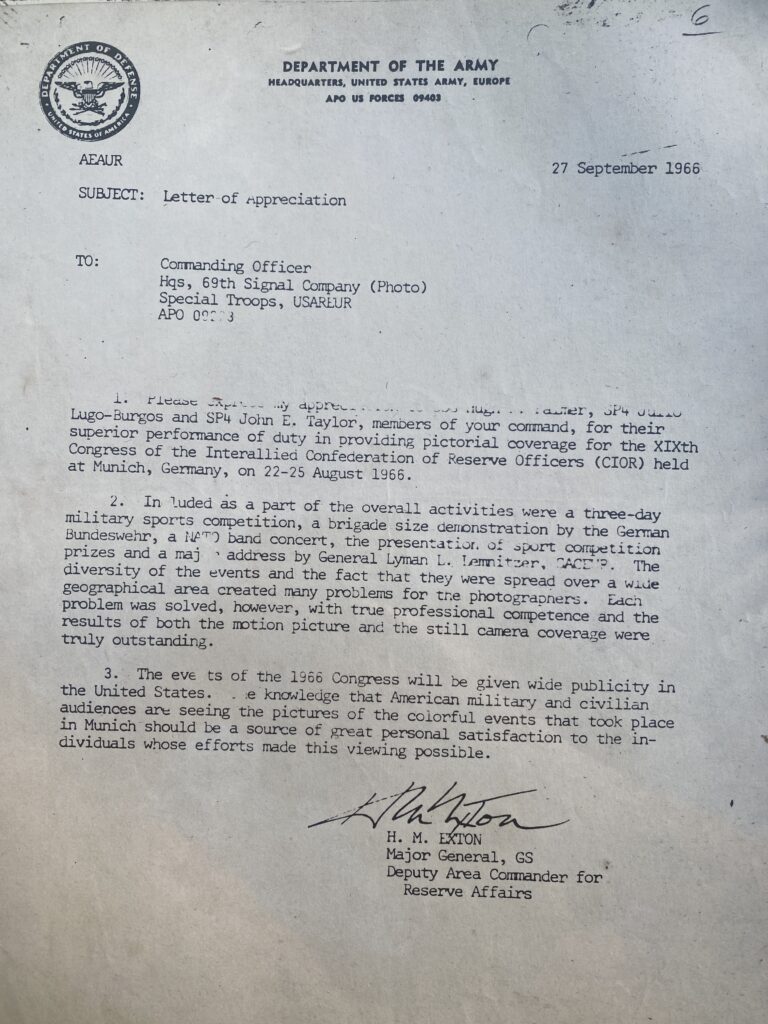 6
DEPARTMENT OF DEFENSE
UNITED STATES OF AMERICA
DEPARTMENT OF THE ARMY
HEADQUARTERS, UNITED STATES ARMY, EUROPE
APO US FORCES 09403
AEAUR
27 September 1966
SUBJECT: Letter of Appreciation
TO: Commanding Officer
Hqs, 69th Signal Company (Photo)
Special Troops, USAREUR
APO
1. Please express my
Lugo-Burgos and SP4 John E. Taylor, members of your command, for their
superior performance of duty in providing pictorial coverage for the XIXth
Congress of the Interallied Confederation of Reserve Officers (CIOR) held
at Munich, Germany, on 22-25 August 1966.
2. In luded as a part of the overall activities were a three-day
military sports competition, a brigade size demonstration by the German
Bundeswehr, a NATO band concert, the presentation of sport competition
prizes and a maj address by General Lyman L. Lemnitzer, The
diversity of the events and the fact that they were spread over a wide
geographical area created many problems for the photographers. Each
problem was solved, however, with true professional competence and the
results of both the motion picture and the still camera coverage were
truly outstanding.
3. The eve ts of the 1966 Congress will be given wide publicity in
the United States. e knowledge that American military and civilian
audiences are seeing the pictures of the colorful events that took place
in Munich should be a source of great personal satisfaction to the in-
dividuals whose efforts made this viewing possible.
H. M. EXTON
Major General, GS
Deputy Area Commander for
Reserve Affairs